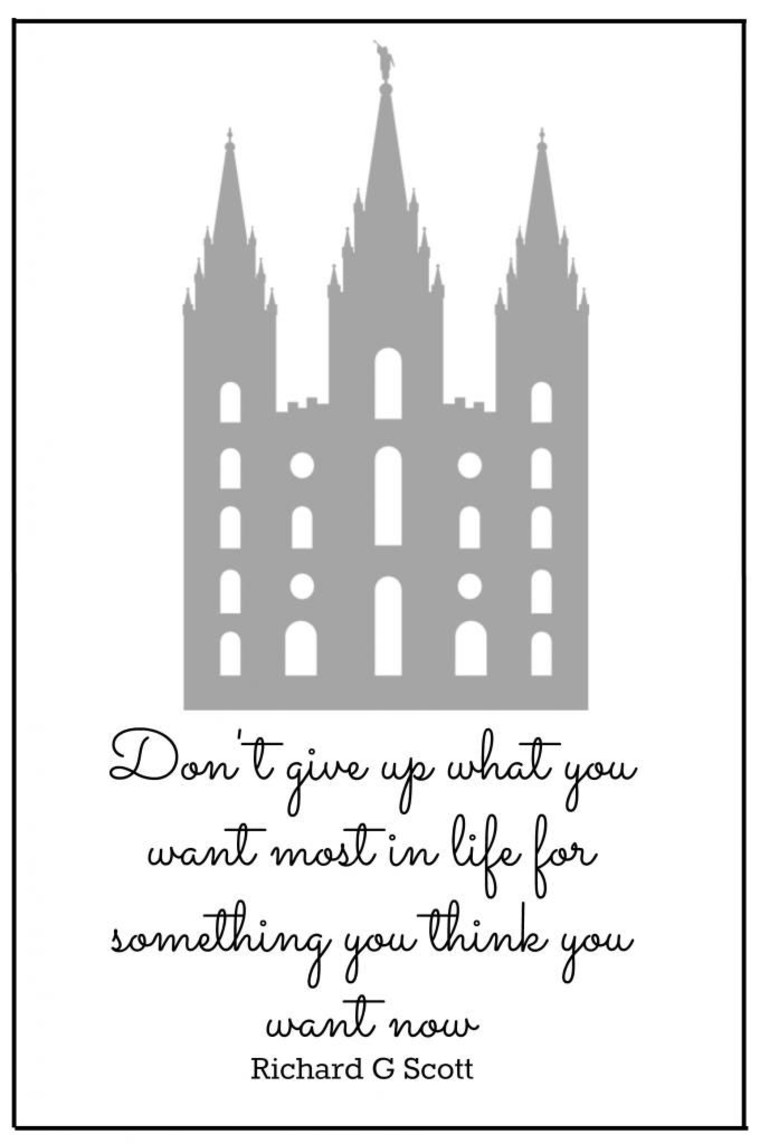 Don't give up what you
want most in life for
something you think you
want now
Richard G Scott